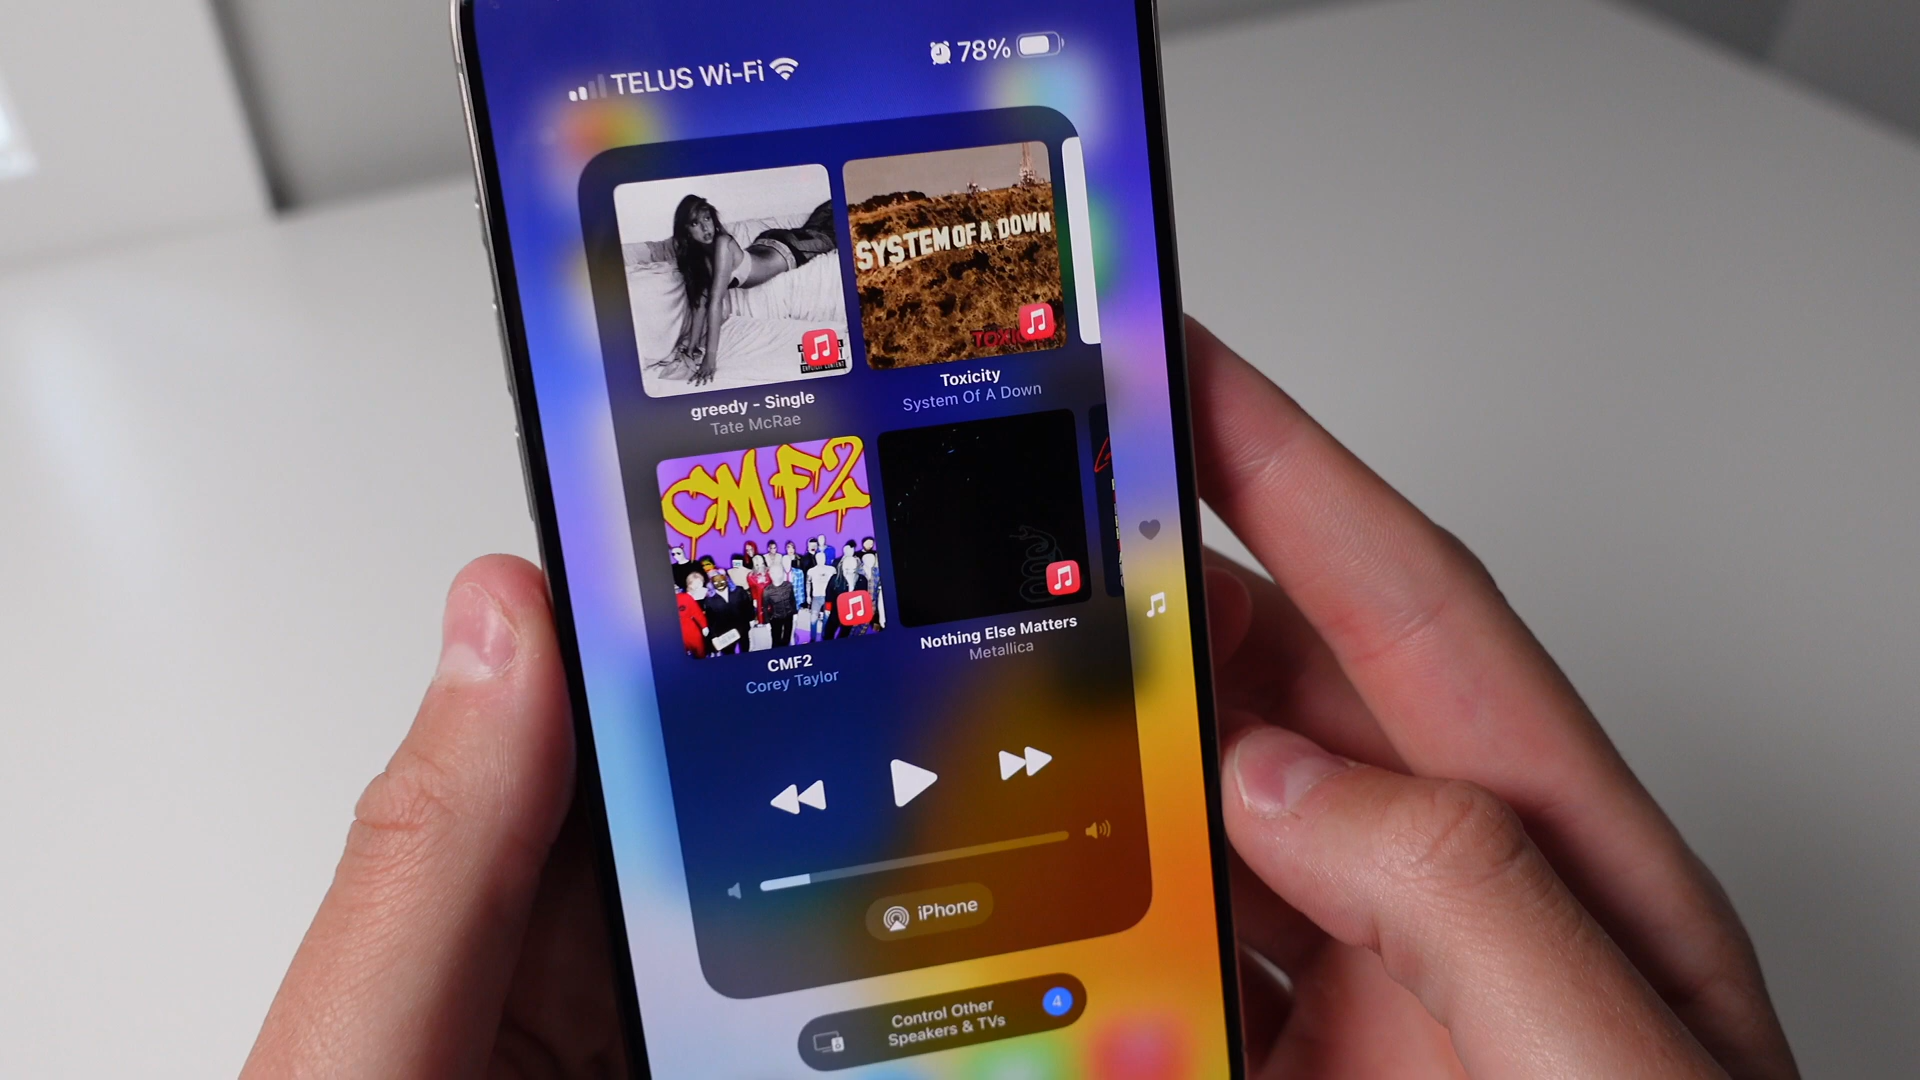 TELUS Wi-Fi
78%
SYSTEM OF A DOWN
greedy - Single
Tate McRae
Toxicity
System Of A Down
CMF2
CMF2
Corey Taylor
Nothing Else Matters
Metallica
iPhone
Control Other
Speakers & TVs
4